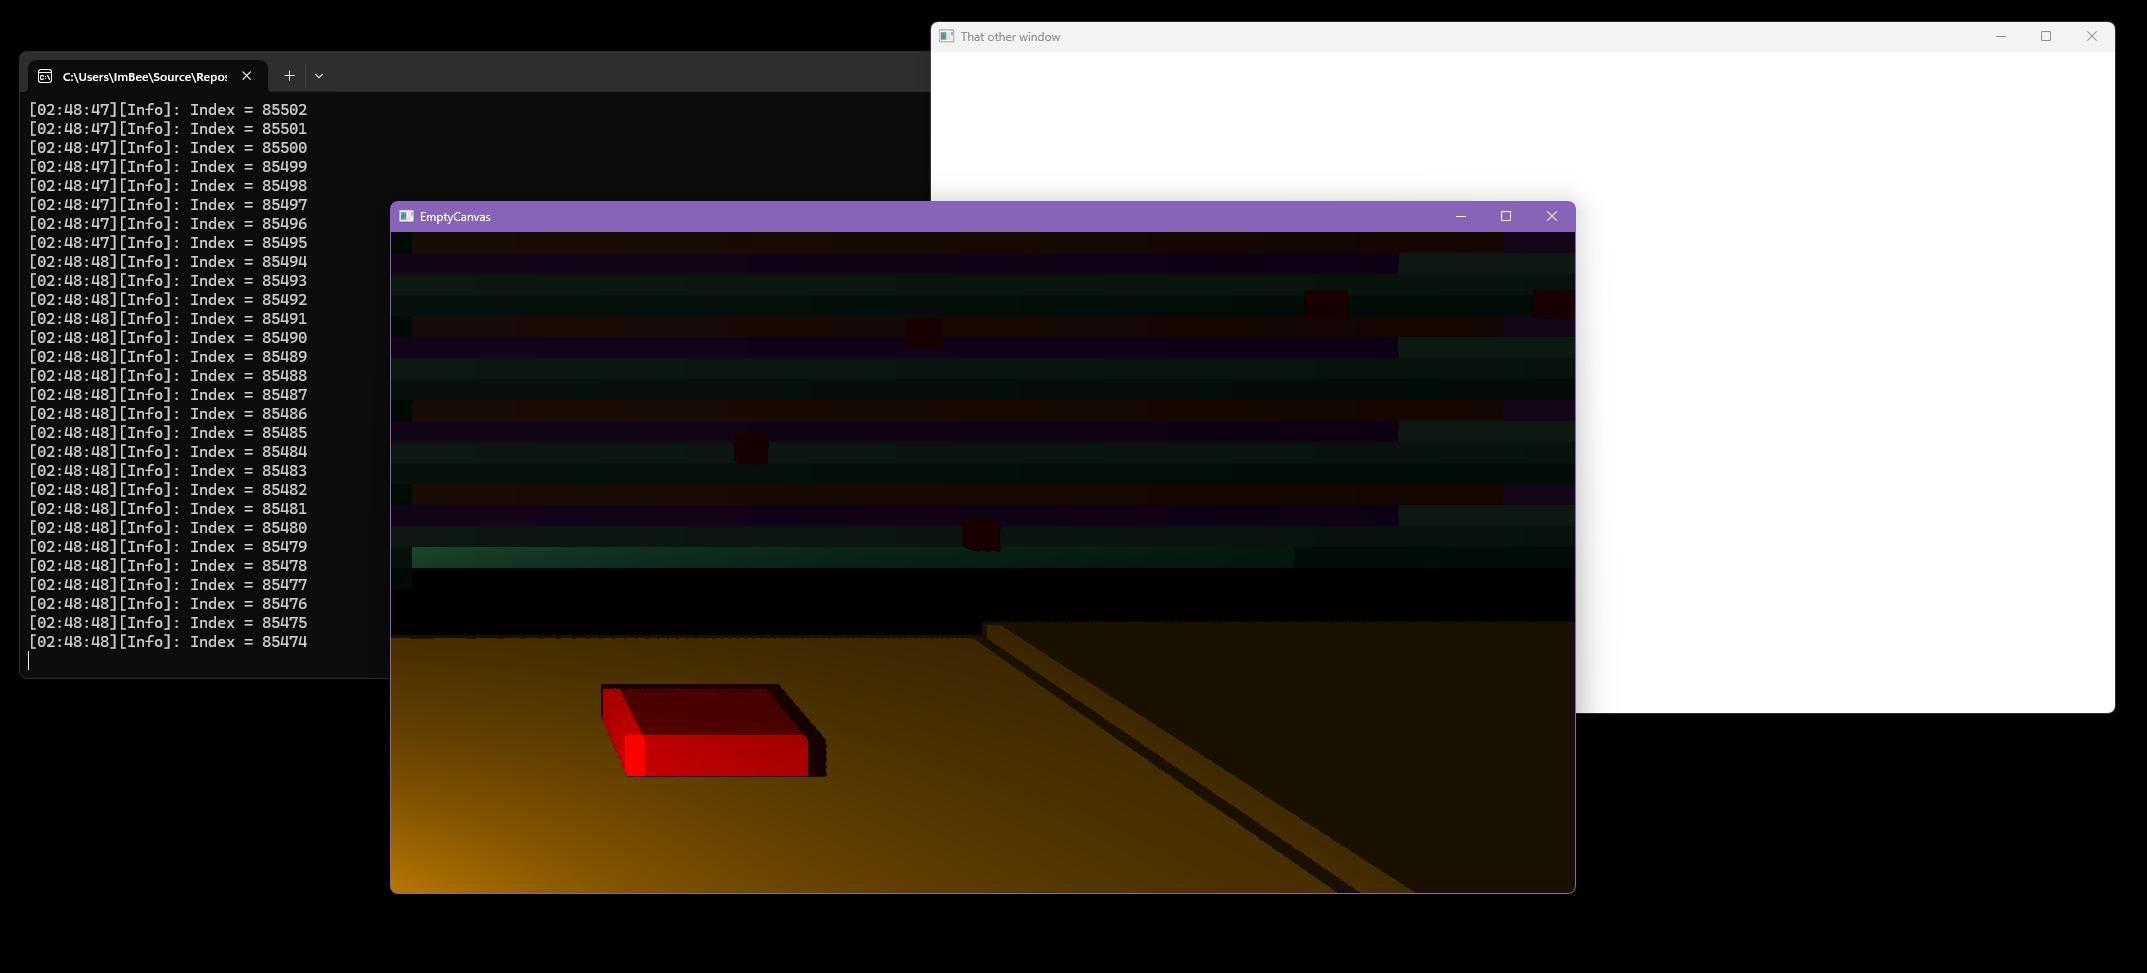 That other window
C:\Users\ImBee\Source\Repos
[02:48:47][Info]: Index = 85502
[02:48:47][Info]: Index = 85501
[02:48:47][Info]: Index = 85500
[02:48:47][Info]: Index = 85499
[02:48:47][Info]: Index = 85498
[02:48:47][Info]: Index = 85497
[02:48:47][Info]: Index = 85496
[02:48:47][Info]: Index = 85495
[02:48:48][Info]: Index = 85494
[02:48:48][Info]: Index = 85493
[02:48:48][Info]: Index = 85492
[02:48:48][Info]: Index = 85491
[02:48:48][Info]: Index = 85490
[02:48:48][Info]: Index = 85489
[02:48:48][Info]: Index = 85488
[02:48:48][Info]: Index = 85487
[02:48:48][Info]: Index = 85486
[02:48:48][Info]: Index = 85485
[02:48:48][Info]: Index = 85484
[02:48:48][Info]: Index = 85483
[02:48:48][Info]: Index = 85482
[02:48:48][Info]: Index = 85481
[02:48:48][Info]: Index = 85480
[02:48:48][Info]: Index = 85479
[02:48:48][Info]: Index = 85478
[02:48:48][Info]: Index = 85477
[02:48:48][Info]: Index = 85476
[02:48:48][Info]: Index = 85475
[02:48:48][Info]: Index = 85474
EmptyCanvas